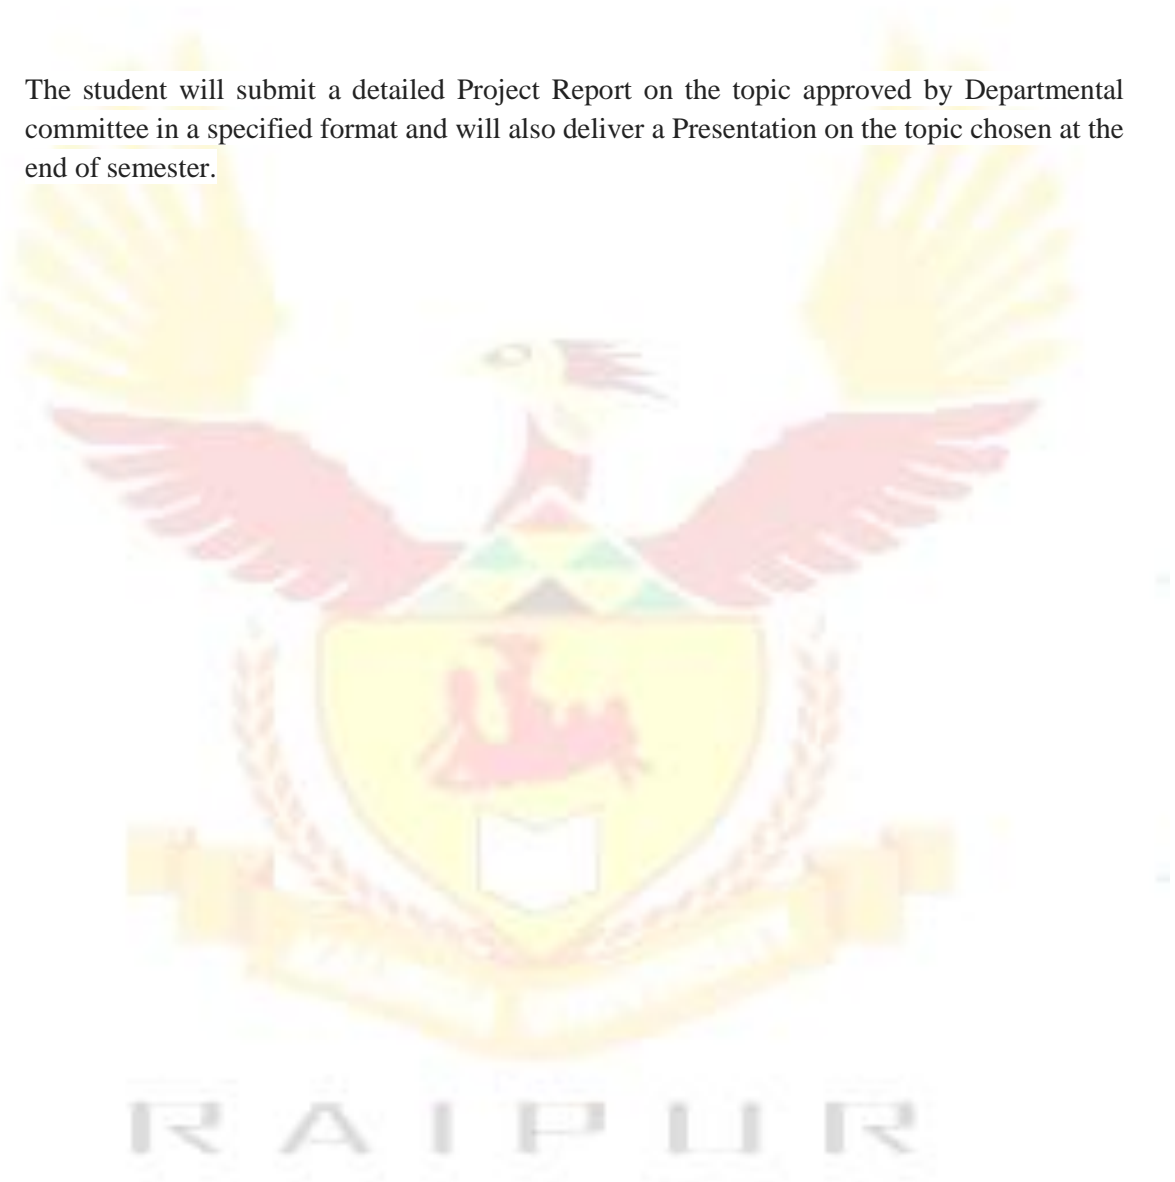 The student will submit a detailed Project Report on the topic approved by Departmental
committee in a specified format and will also deliver a Presentation on the topic chosen at the
end of semester.
RAIPUR